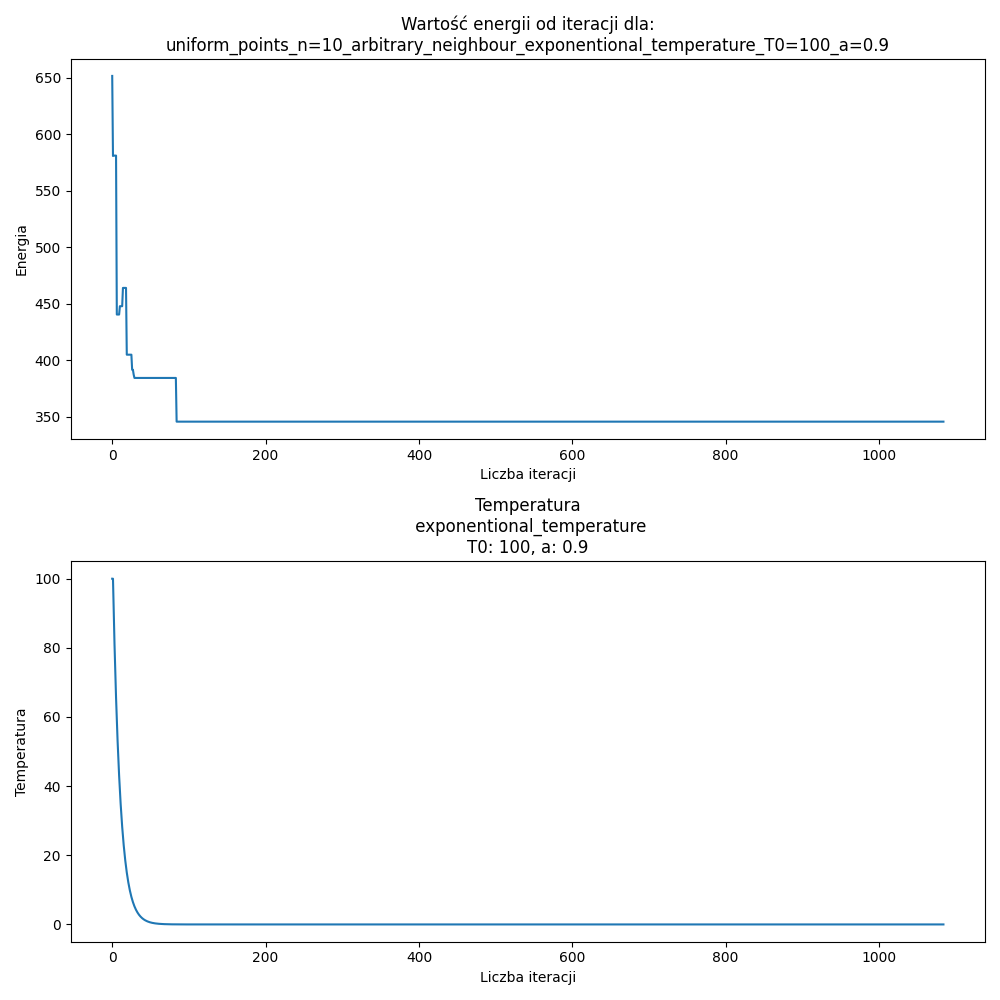 Wartość energii od iteracji dla:
uniform_points_n=10_arbitrary_neighbour_exponentional_temperature_T0=100_a=0.9
650
600
550
500
450
400
350
Energia
0 200 400 600 800 1000
Liczba iteracji
Temperatura
exponentional_temperature
T0: 100, a: 0.9
100
80
60
40
20
0
Temperatura
0 200 400 600 800 1000
Liczba iteracji